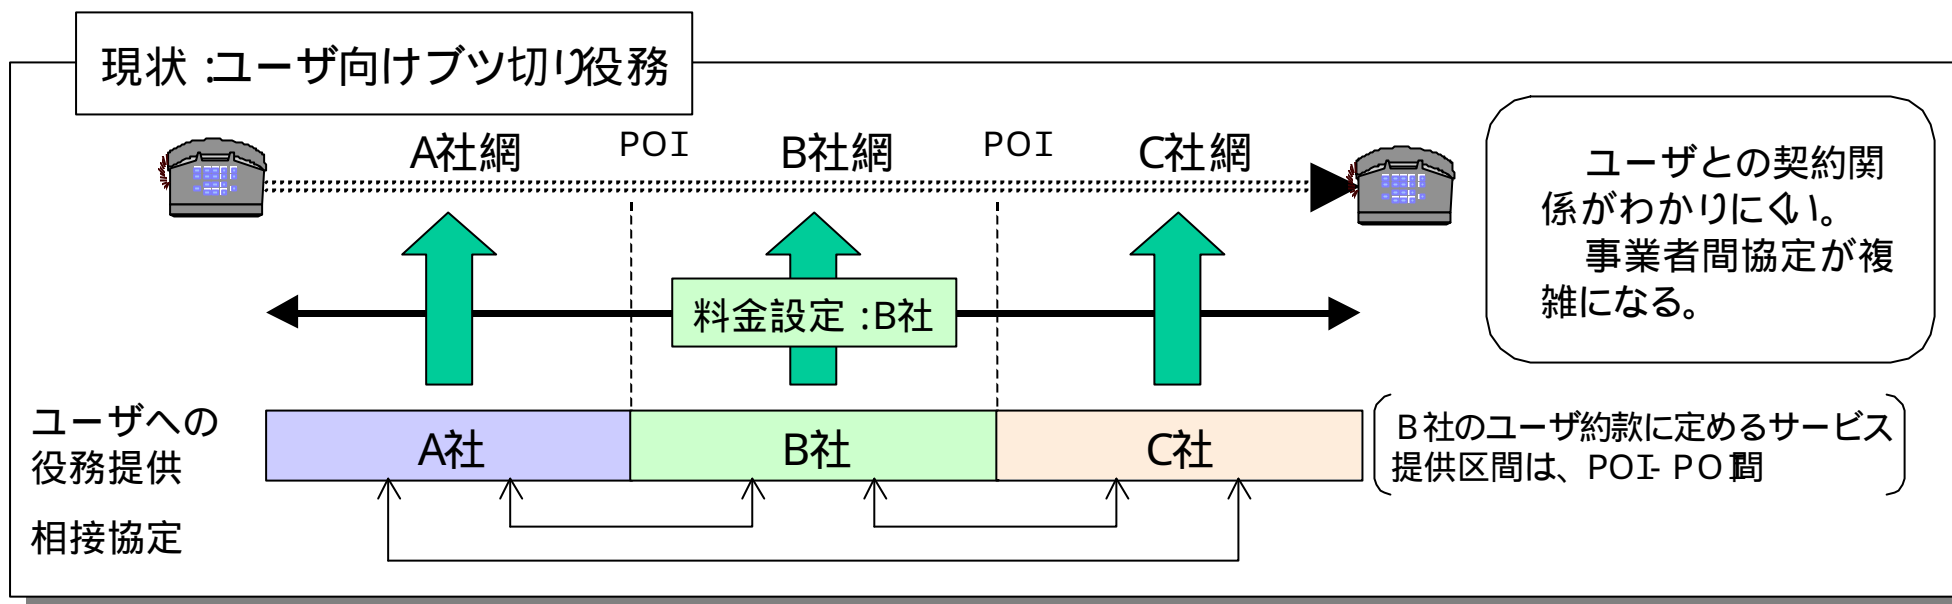 現状:ユーザ向けブツ切り役務
A社網
POI
B社網
POI
C社網
ユーザとの契約関
係がわかりにくい。
事業者間協定が複
雑になる。
料金設定:B社
ユーザへの
役務提供
A社
B社
C社
B社のユーザ約款に定めるサービス
提供区間は、POI-POI間
相接協定